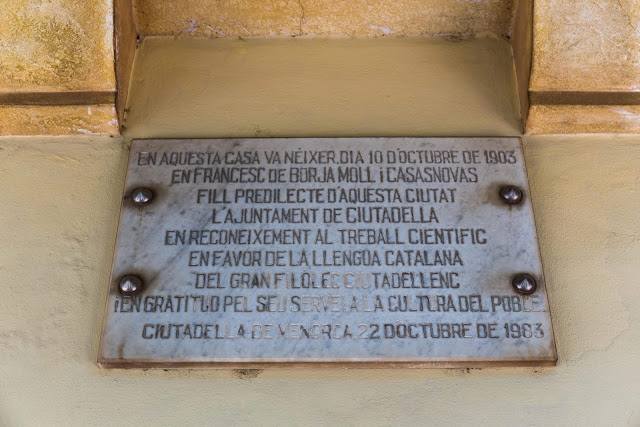 EN AQUESTA CASA VA NÉIXER, DIA 10 D'OCTUBRE DE 1903
EN FRANCESC DE BORJA MOLL i CASASNOVAS
FILL PREDILECTE D'AQUESTA CIUTAT
L'AJUNTAMENT DE CIUTADELLA
EN RECONEIXEMENT AL TREBALL CIENTIFIC
EN FAVOR DE LA LLENGUA CATALANA
DEL GRAN FILÒLEG CIUTADELLENC
i EN GRATITUD PEL SEU SERVEI A LA CULTURA DEL POBLE.
CIUTADELLA DE MENORCA, 22 D'OCTUBRE DE 1983